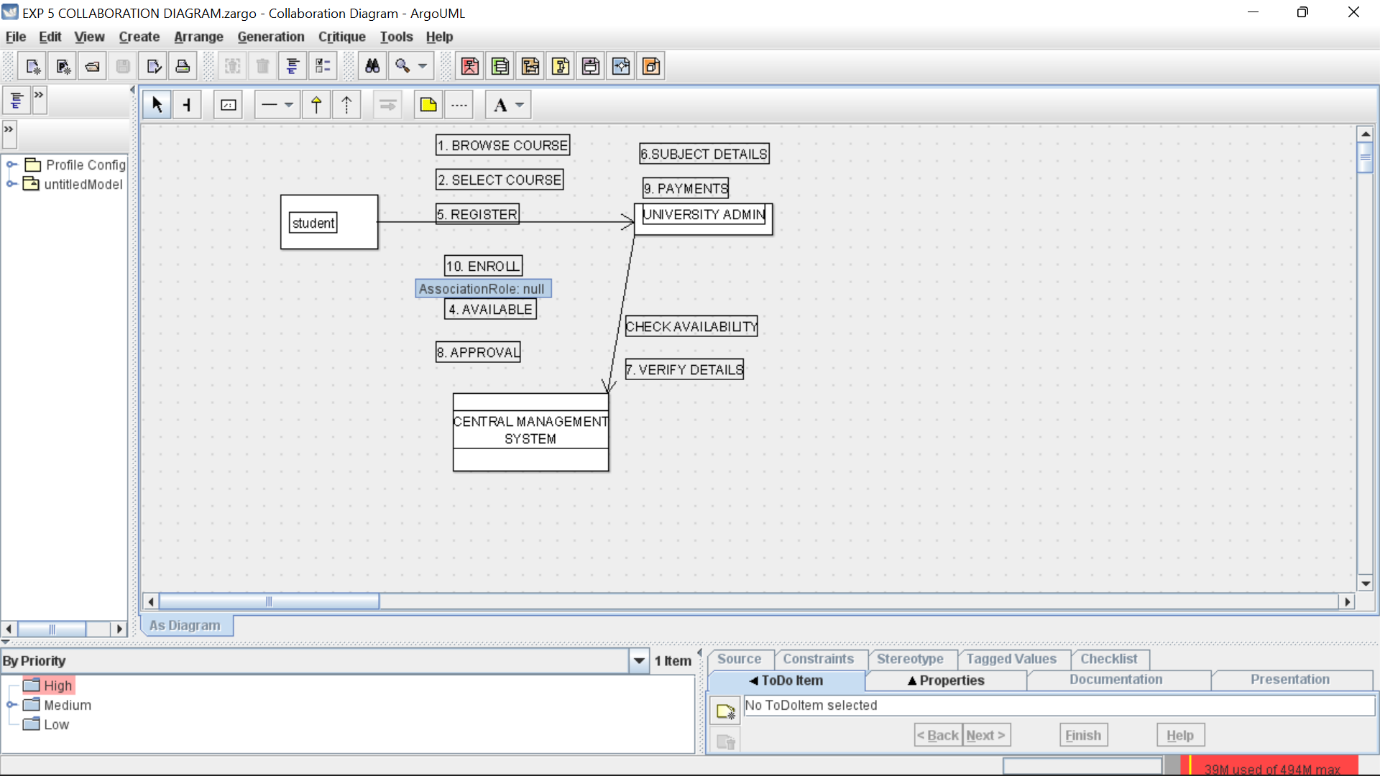 EXP 5 COLLABORATION DIAGRAM.zargo - Collaboration Diagram - ArgoUML
File Edit View Create Arrange Generation Critique Tools Help
A
Profile Config
untitledModel
1. BROWSE COURSE
6.SUBJECT DETAILS
2. SELECT COURSE
9. PAYMENTS
student
5. REGISTER
UNIVERSITY ADMIN
10. ENROLL
AssociationRole: null
4. AVAILABLE
CHECK AVAILABILITY
8. APPROVAL
7. VERIFY DETAILS
CENTRAL MANAGEMENT
SYSTEM
As Diagram
By Priority
1 Item
High
Medium
Low
Source Constraints Stereotype Tagged Values Checklist
ToDo Item Properties Documentation Presentation
No ToDoItem selected
< Back Next > Finish Help
39M used of 494M max